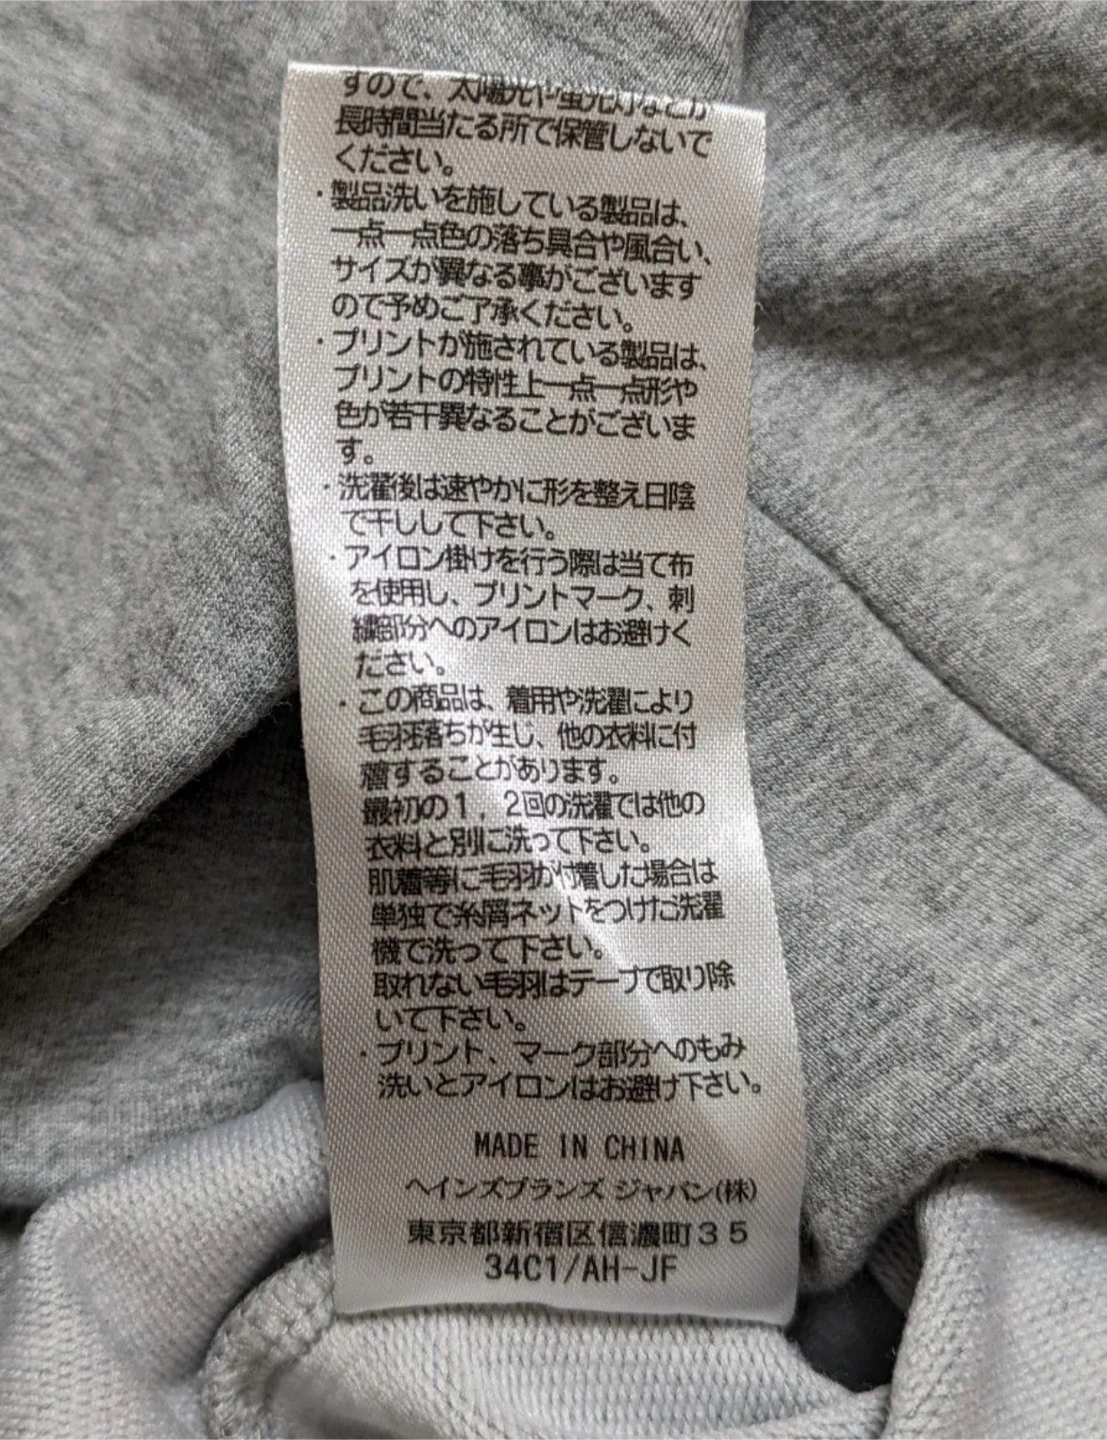 すので、太陽光や蛍光灯などが
長時間当たる所で保管しないで
ください。
・製品洗いを施している製品は、
一点一点色の落ち具合や風合い、
サイズが異なる事がございます
ので予めご了承ください。
・プリントが施されている製品は、
プリントの特性上一点一点形や
色が若干異なることがございま
す。
・洗濯後は速やかに形を整え日陰
で干しして下さい。
・アイロン掛けを行う際は当て布
を使用し、プリントマーク、刺
繍部分へのアイロンはお避けく
ださい。
・この商品は、着用や洗濯により
毛羽落ちが生じ、他の衣料に付
着することがあります。
最初の1，2回の洗濯では他の
衣料と別に洗って下さい。
肌着等に毛羽が付着した場合は
単独で糸屑ネットをつけた洗濯
機で洗って下さい。
取れない毛羽はテープで取り除
いて下さい。
・プリント、マーク部分へのもみ
洗いとアイロンはお避け下さい。
MADE IN CHINA
ヘインズブランズ ジャパン(株)
東京都新宿区信濃町35
34C1/AH-JF